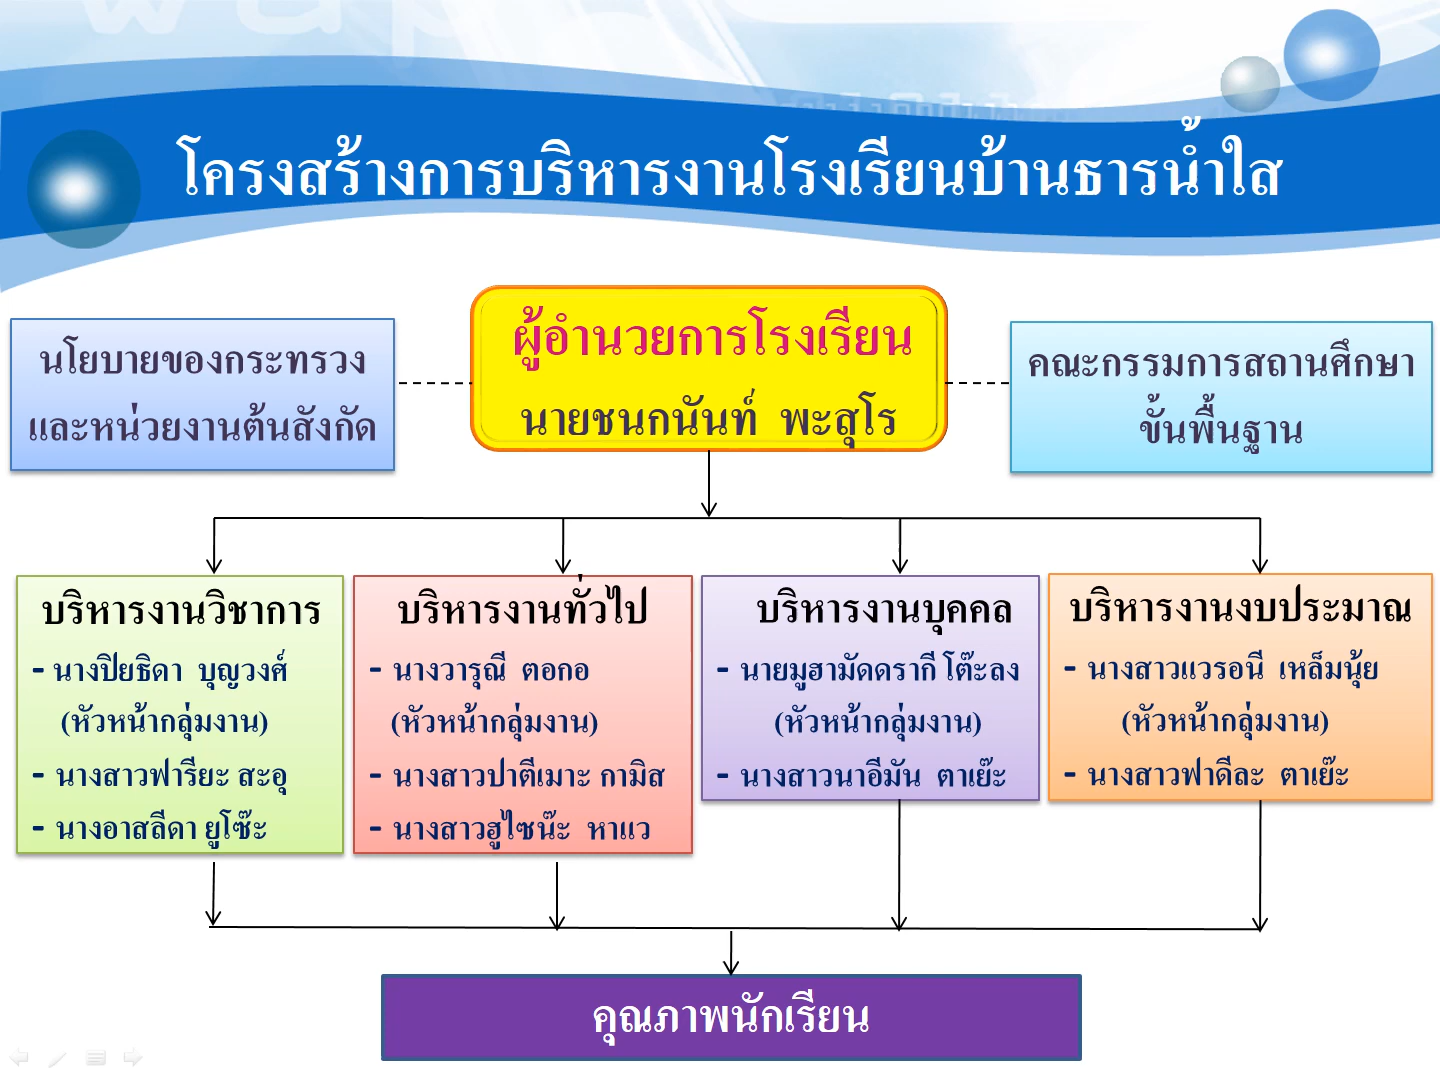 โครงสร้างการบริหารงานโรงเรียนบ้านธารน้ำใส
นโยบายของกระทรวง
และหน่วยงานต้นสังกัด
ผู้อำนวยการโรงเรียน
นายชนกนันท์ พะสุโร
คณะกรรมการสถานศึกษา
ขั้นพื้นฐาน
บริหารงานวิชาการ
- นางปิยธิดา บุญวงศ์
(หัวหน้ากลุ่มงาน)
- นางสาวฟารียะ สะอุ
- นางอาสลีดา ยูโซ๊ะ
บริหารงานทั่วไป
- นางวารุณี ตอกอ
(หัวหน้ากลุ่มงาน)
- นางสาวปาตีเมาะ กามิส
- นางสาวฮูไซน๊ะ หาแว
บริหารงานบุคคล
- นายมูฮามัดดรากี โต๊ะลง
(หัวหน้ากลุ่มงาน)
- นางสาวนาอีมัน ตาเย๊ะ
บริหารงานงบประมาณ
- นางสาวแวรอนี เหล็มนุ้ย
(หัวหน้ากลุ่มงาน)
- นางสาวฟาดีละ ตาเย๊ะ
คุณภาพนักเรียน